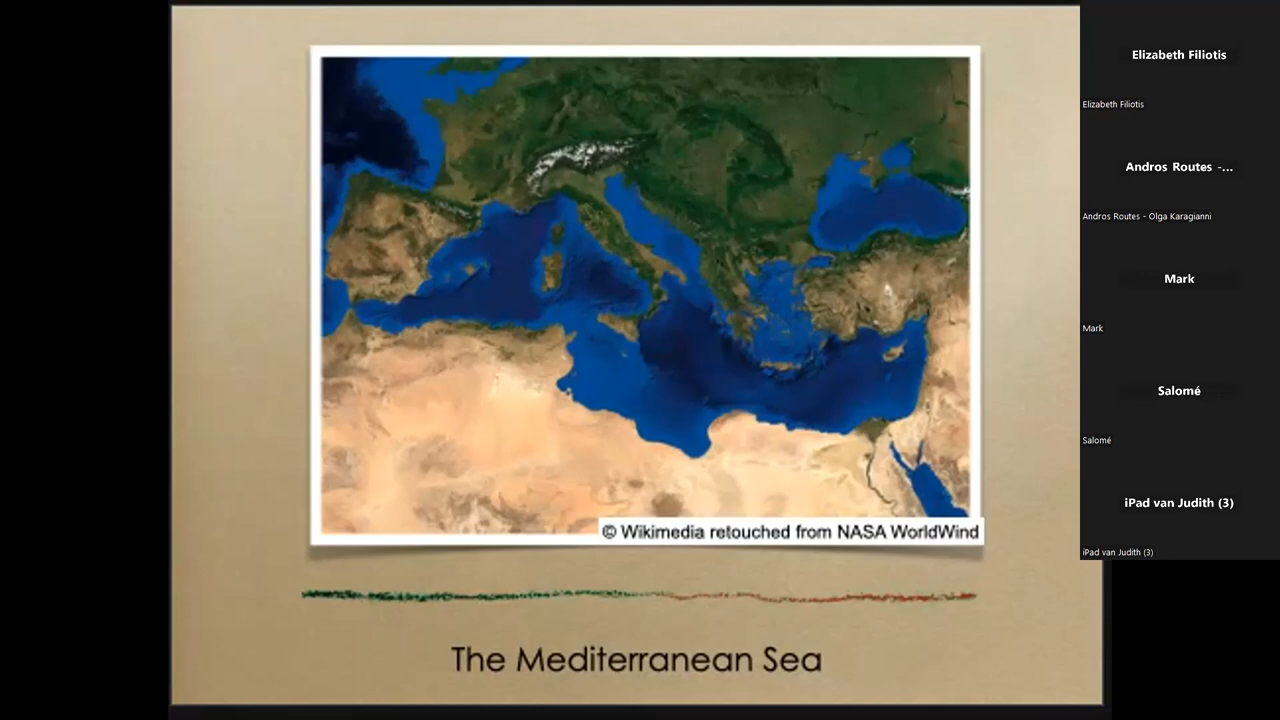 © Wikimedia retouched from NASA WorldWind
The Mediterranean Sea
Elizabeth Filiotis
Elizabeth Filiotis
Andros Routes -...
Andros Routes - Olga Karagianni
Mark
Mark
Salomé
Salomé
iPad van Judith (3)
iPad van Judith (3)